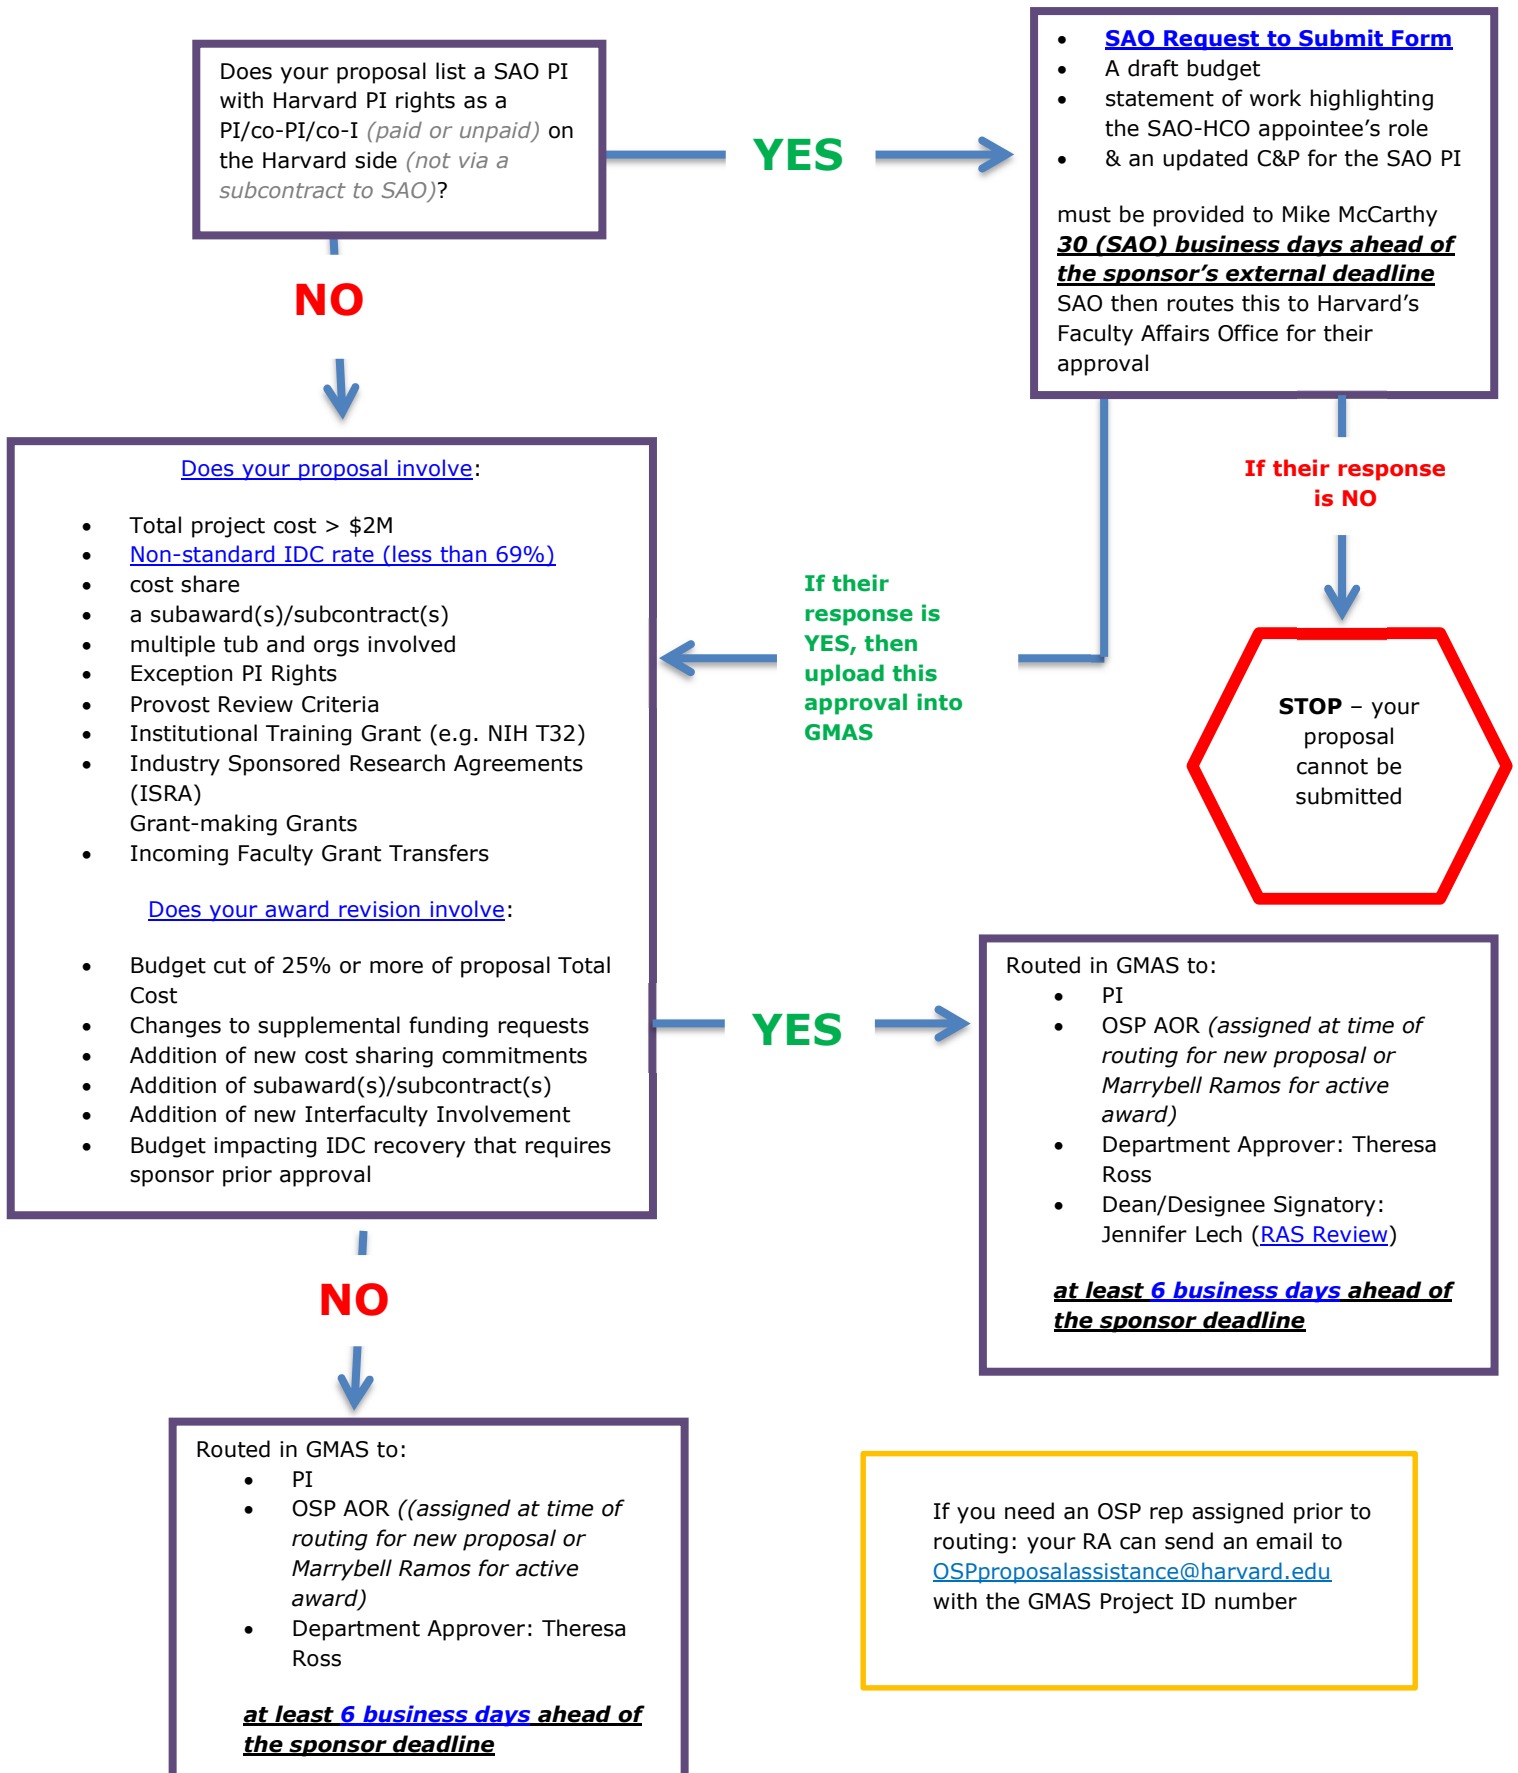 Does your proposal list a SAO PI
with Harvard PI rights as a
PI/co-PI/co-I (paid or unpaid) on
the Harvard side (not via a
subcontract to SAO)?
YES
• SAO Request to Submit Form
• A draft budget
• statement of work highlighting
the SAO-HCO appointee’s role
• & an updated C&P for the SAO PI
must be provided to Mike McCarthy
30 (SAO) business days ahead of
the sponsor’s external deadline
SAO then routes this to Harvard’s
Faculty Affairs Office for their
approval
NO
If their response
is NO
STOP – your
proposal
cannot be
submitted
If their
response is
YES, then
upload this
approval into
GMAS
Does your proposal involve:
• Total project cost > $2M
• Non-standard IDC rate (less than 69%)
• cost share
• a subaward(s)/subcontract(s)
• multiple tub and orgs involved
• Exception PI Rights
• Provost Review Criteria
• Institutional Training Grant (e.g. NIH T32)
• Industry Sponsored Research Agreements
(ISRA)
Grant-making Grants
• Incoming Faculty Grant Transfers
Does your award revision involve:
• Budget cut of 25% or more of proposal Total
Cost
• Changes to supplemental funding requests
• Addition of new cost sharing commitments
• Addition of subaward(s)/subcontract(s)
• Addition of new Interfaculty Involvement
• Budget impacting IDC recovery that requires
sponsor prior approval
YES
Routed in GMAS to:
• PI
• OSP AOR (assigned at time of
routing for new proposal or
Marrybell Ramos for active
award)
• Department Approver: Theresa
Ross
• Dean/Designee Signatory:
Jennifer Lech (RAS Review)
at least 6 business days ahead of
the sponsor deadline
NO
Routed in GMAS to:
• PI
• OSP AOR ((assigned at time of
routing for new proposal or
Marrybell Ramos for active
award)
• Department Approver: Theresa
Ross
at least 6 business days ahead of
the sponsor deadline
If you need an OSP rep assigned prior to
routing: your RA can send an email to
OSPproposalassistance@harvard.edu
with the GMAS Project ID number